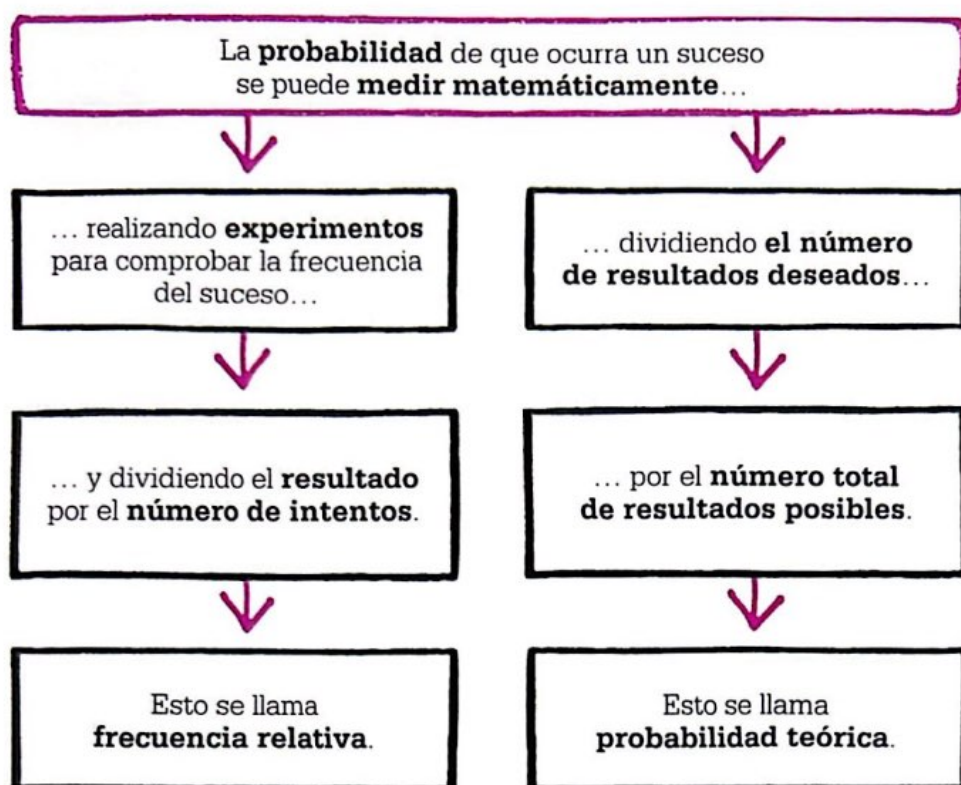 La probabilidad de que ocurra un suceso
se puede medir matemáticamente…
… realizando experimentos
para comprobar la frecuencia
del suceso…
… y dividiendo el resultado
por el número de intentos.
Esto se llama
frecuencia relativa.
… dividiendo el número
de resultados deseados…
… por el número total
de resultados posibles.
Esto se llama
probabilidad teórica.